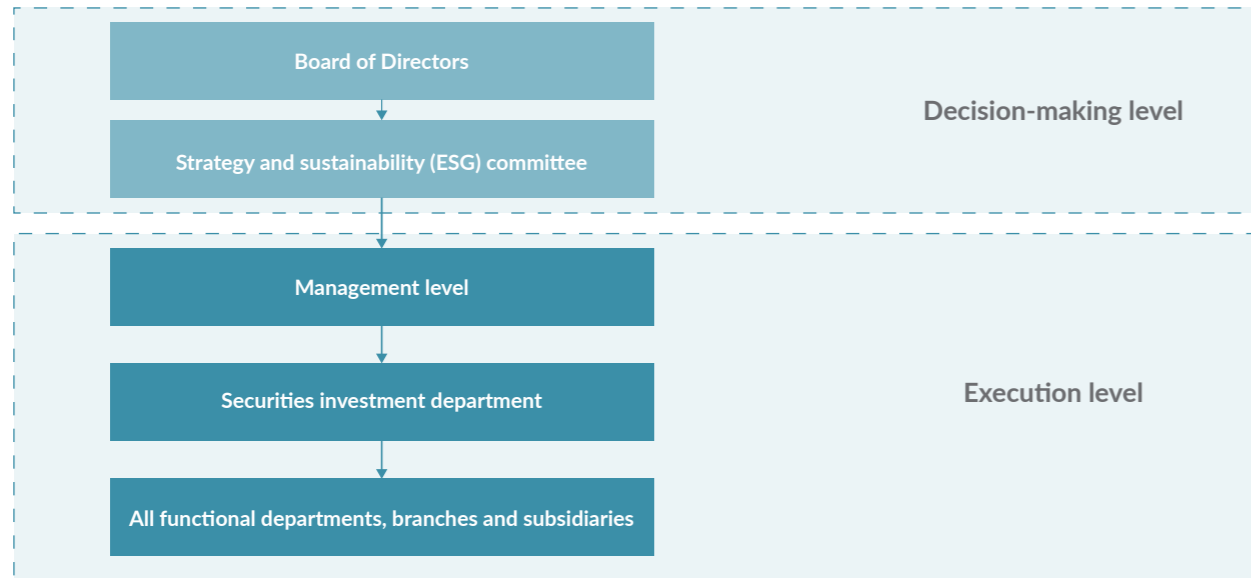 Board of Directors
Decision-making level
Strategy and sustainability (ESG) committee
Management level
Securities investment department
Execution level
All functional departments, branches and subsidiaries